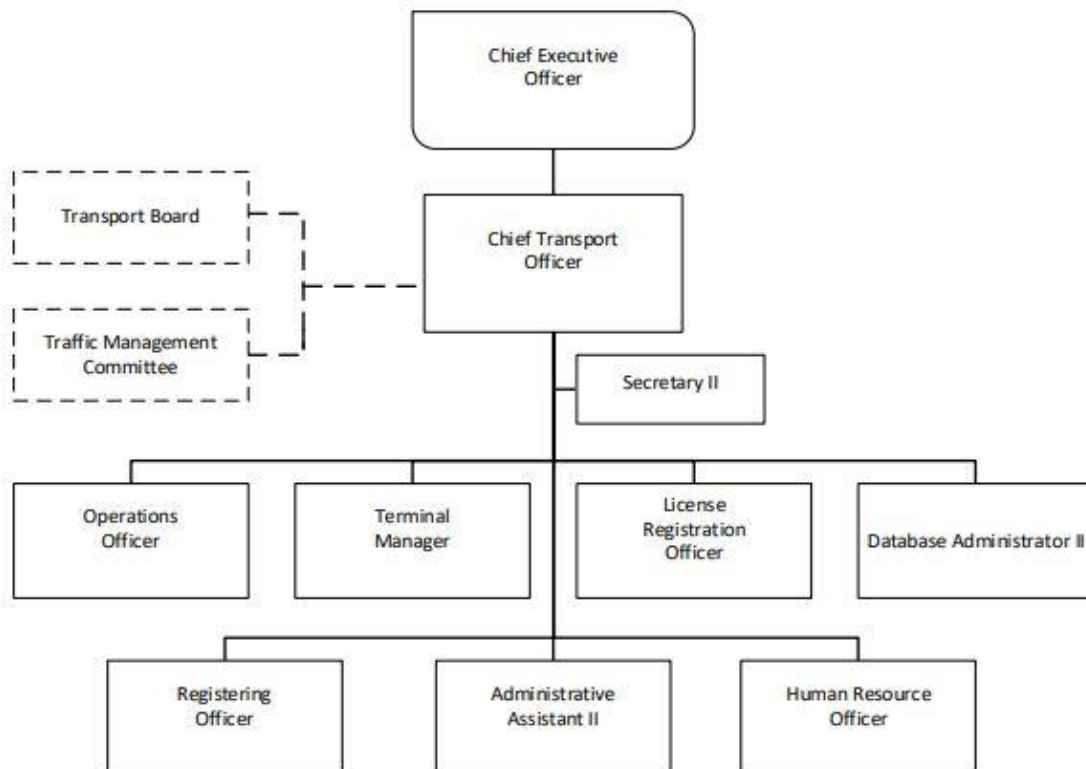 Chief Executive
Officer
Transport Board
Chief Transport
Officer
Traffic Management
Committee
Secretary II
Operations
Officer
Terminal
Manager
License
Registration
Officer
Database Administrator II
Registering
Officer
Administrative
Assistant II
Human Resource
Officer